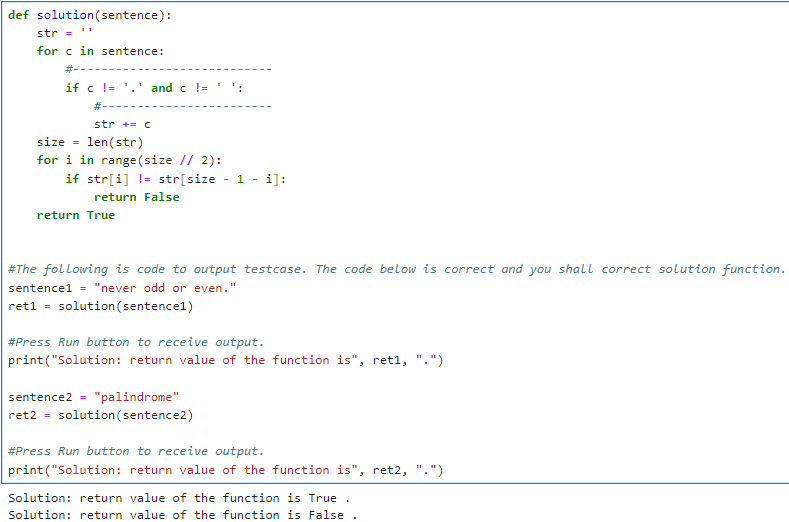 def solution(sentence):
    str = ''
    for c in sentence:
        #----------------------------
        if c != '.' and c != ' ':
            #------------------------
            str += c
    size = len(str)
    for i in range(size // 2):
        if str[i] != str[size - 1 - i]:
            return False
    return True
#The following is code to output testcase. The code below is correct and you shall correct solution function.
sentence1 = "never odd or even."
ret1 = solution(sentence1)
#Press Run button to receive output.
print("Solution: return value of the function is", ret1, ".")
sentence2 = "palindrome"
ret2 = solution(sentence2)
#Press Run button to receive output.
print("Solution: return value of the function is", ret2, ".")
Solution: return value of the function is True .
Solution: return value of the function is False .